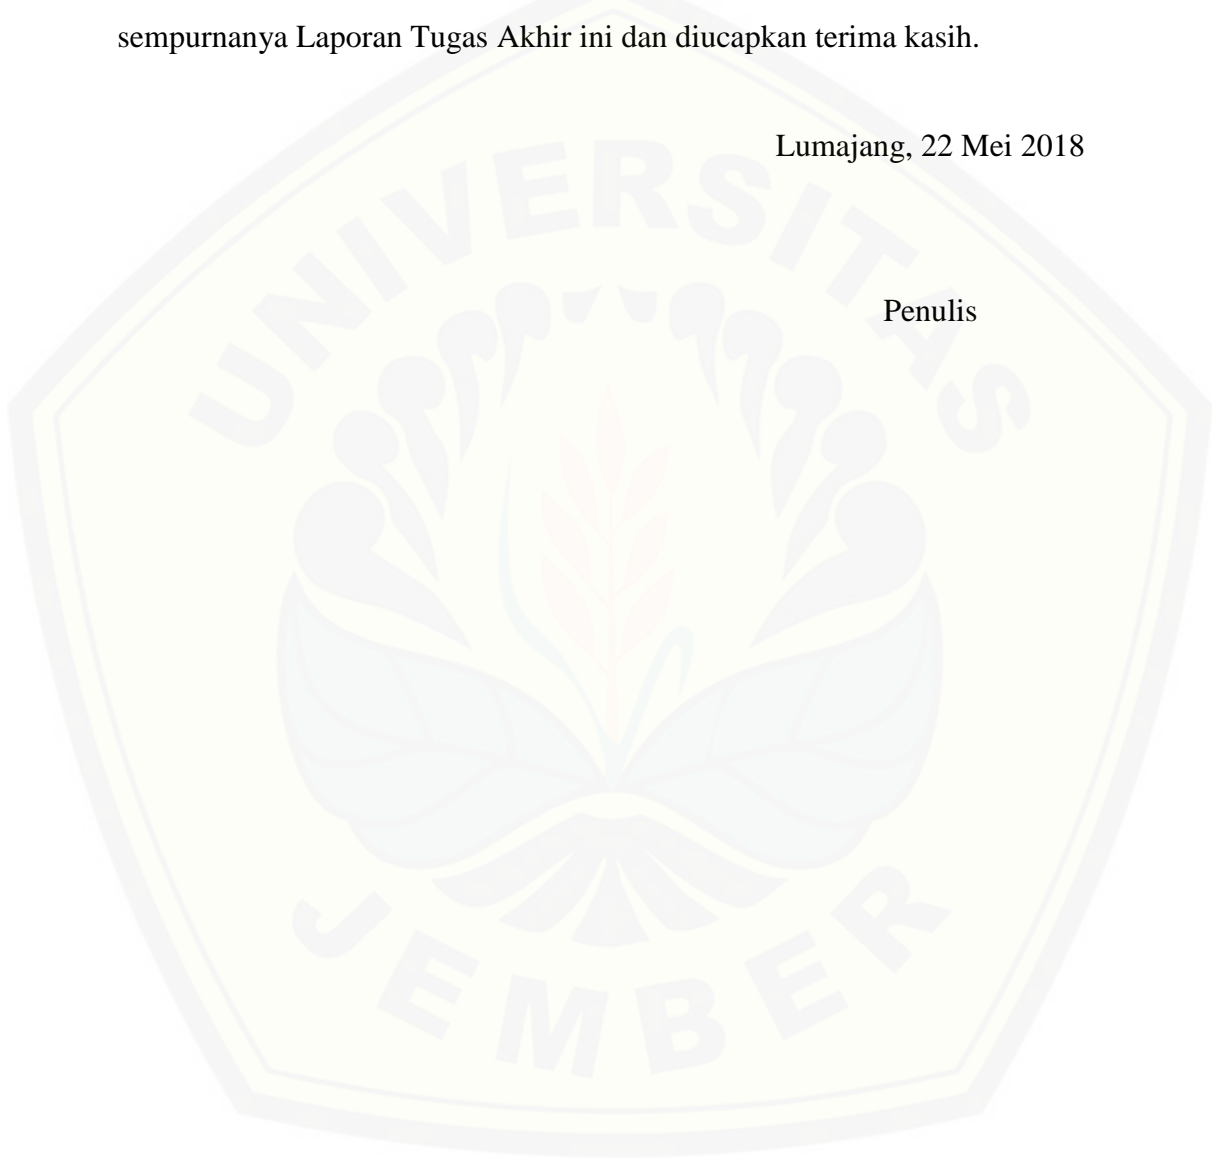 sempurnanya Laporan Tugas Akhir ini dan diucapkan terima kasih.
Lumajang, 22 Mei 2018
Penulis
UNIVERSITAS
JEMBER